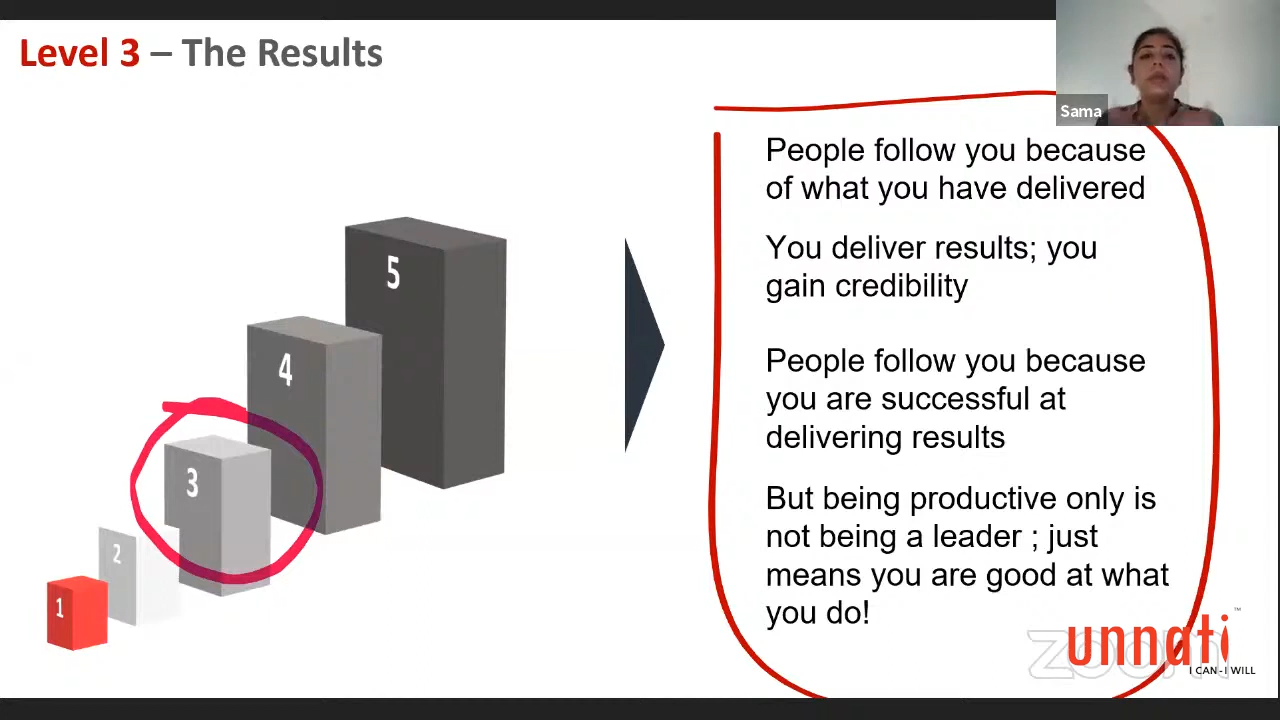 Level 3 – The Results
Sama
People follow you because
of what you have delivered
You deliver results; you
gain credibility
People follow you because
you are successful at
delivering results
But being productive only is
not being a leader ; just
means you are good at what
you do!
5
4
3
2
1
zoom
unnati™
I CAN-I WILL